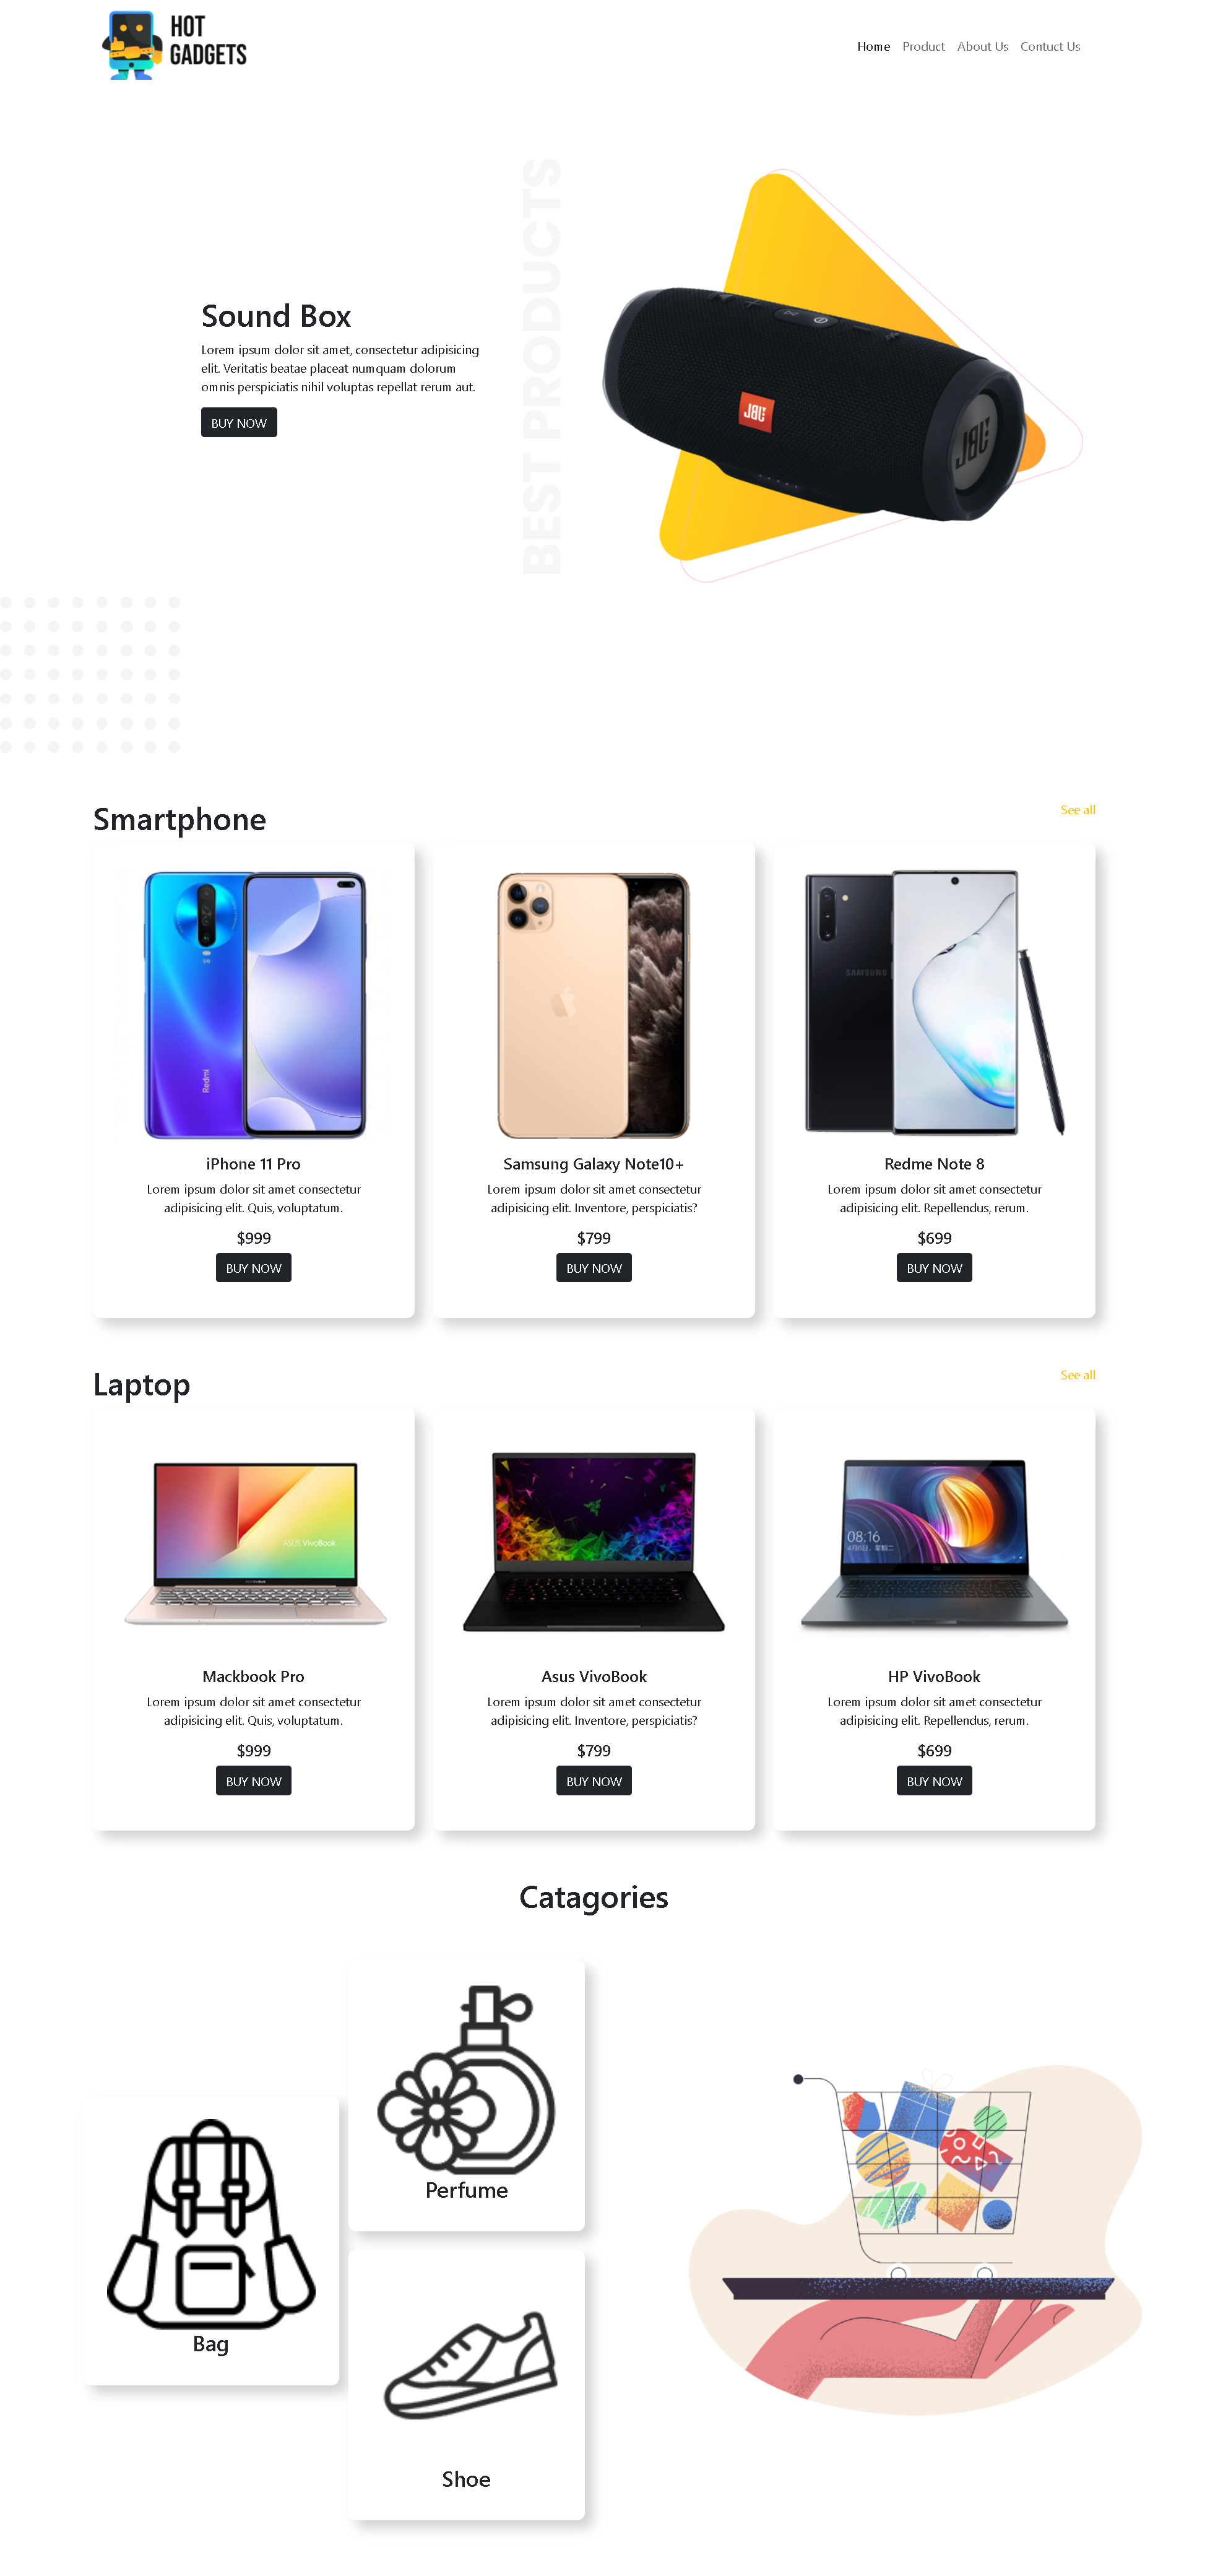 HOT
GADGETS
Home Product About Us Contuct Us
BEST PRODUCTS
Sound Box
Lorem ipsum dolor sit amet, consectetur adipisicing
elit. Veritatis beatae placeat numquam dolorum
omnis perspiciatis nihil voluptas repellat rerum aut.
BUY NOW
JBL
JBL
Smartphone
See all
Redmi
SAMSUNG
iPhone 11 Pro
Lorem ipsum dolor sit amet consectetur
adipisicing elit. Quis, voluptatum.
$999
BUY NOW
Samsung Galaxy Note10+
Lorem ipsum dolor sit amet consectetur
adipisicing elit. Inventore, perspiciatis?
$799
BUY NOW
Redme Note 8
Lorem ipsum dolor sit amet consectetur
adipisicing elit. Repellendus, rerum.
$699
BUY NOW
Laptop
See all
ASUS VivoBook
08:16
Mackbook Pro
Lorem ipsum dolor sit amet consectetur
adipisicing elit. Quis, voluptatum.
$999
BUY NOW
Asus VivoBook
Lorem ipsum dolor sit amet consectetur
adipisicing elit. Inventore, perspiciatis?
$799
BUY NOW
HP VivoBook
Lorem ipsum dolor sit amet consectetur
adipisicing elit. Repellendus, rerum.
$699
BUY NOW
Catagories
Perfume
Bag
Shoe